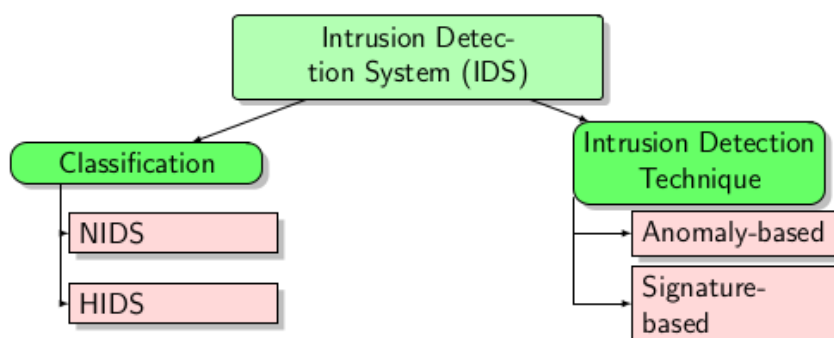 Intrusion Detec-
tion System (IDS)
Classification
Intrusion Detection
Technique
NIDS
HIDS
Anomaly-based
Signature-
based